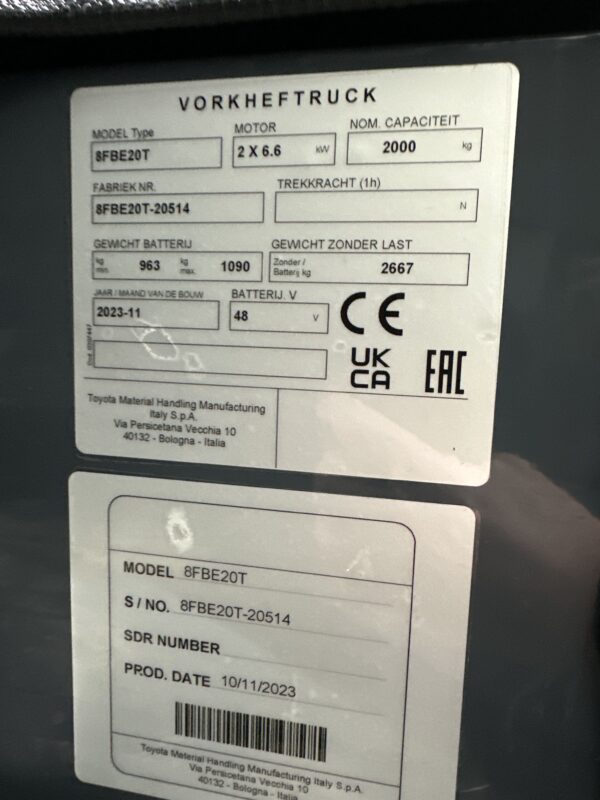 VORKHEFTRUCK
MODEL Type MOTOR NOM. CAPACITEIT
8FBE20T 2 X 6.6 kW 2000 kg
FABRIEK NR. TREKKRACHT (1h)
8FBE20T-20514 N
GEWICHT BATTERIJ GEWICHT ZONDER LAST
kg min. 963 kg max. 1090 Zonder / Batterij kg 2667
JAAR / MAAND VAN DE BOUW BATTERIJ. V
2023-11 48 V
CE
UK
CA
EAC
Toyota Material Handling Manufacturing
Italy S.p.A.
Via Persicetana Vecchia 10
40132 - Bologna - Italia
MODEL 8FBE20T
S / NO. 8FBE20T-20514
SDR NUMBER
PROD. DATE 10/11/2023
Toyota Material Handling Manufacturing Italy S.p.A.
Via Persicetana Vecchia 10
40132 - Bologna - Italia